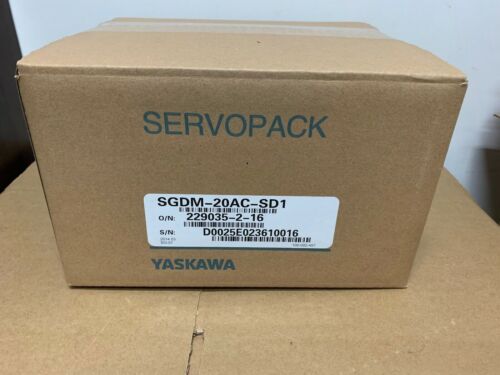 SERVOPACK
SGDM-20AC-SD1
O/N: 229035-2-16
S/N: D0025E023610016
YASKAWA